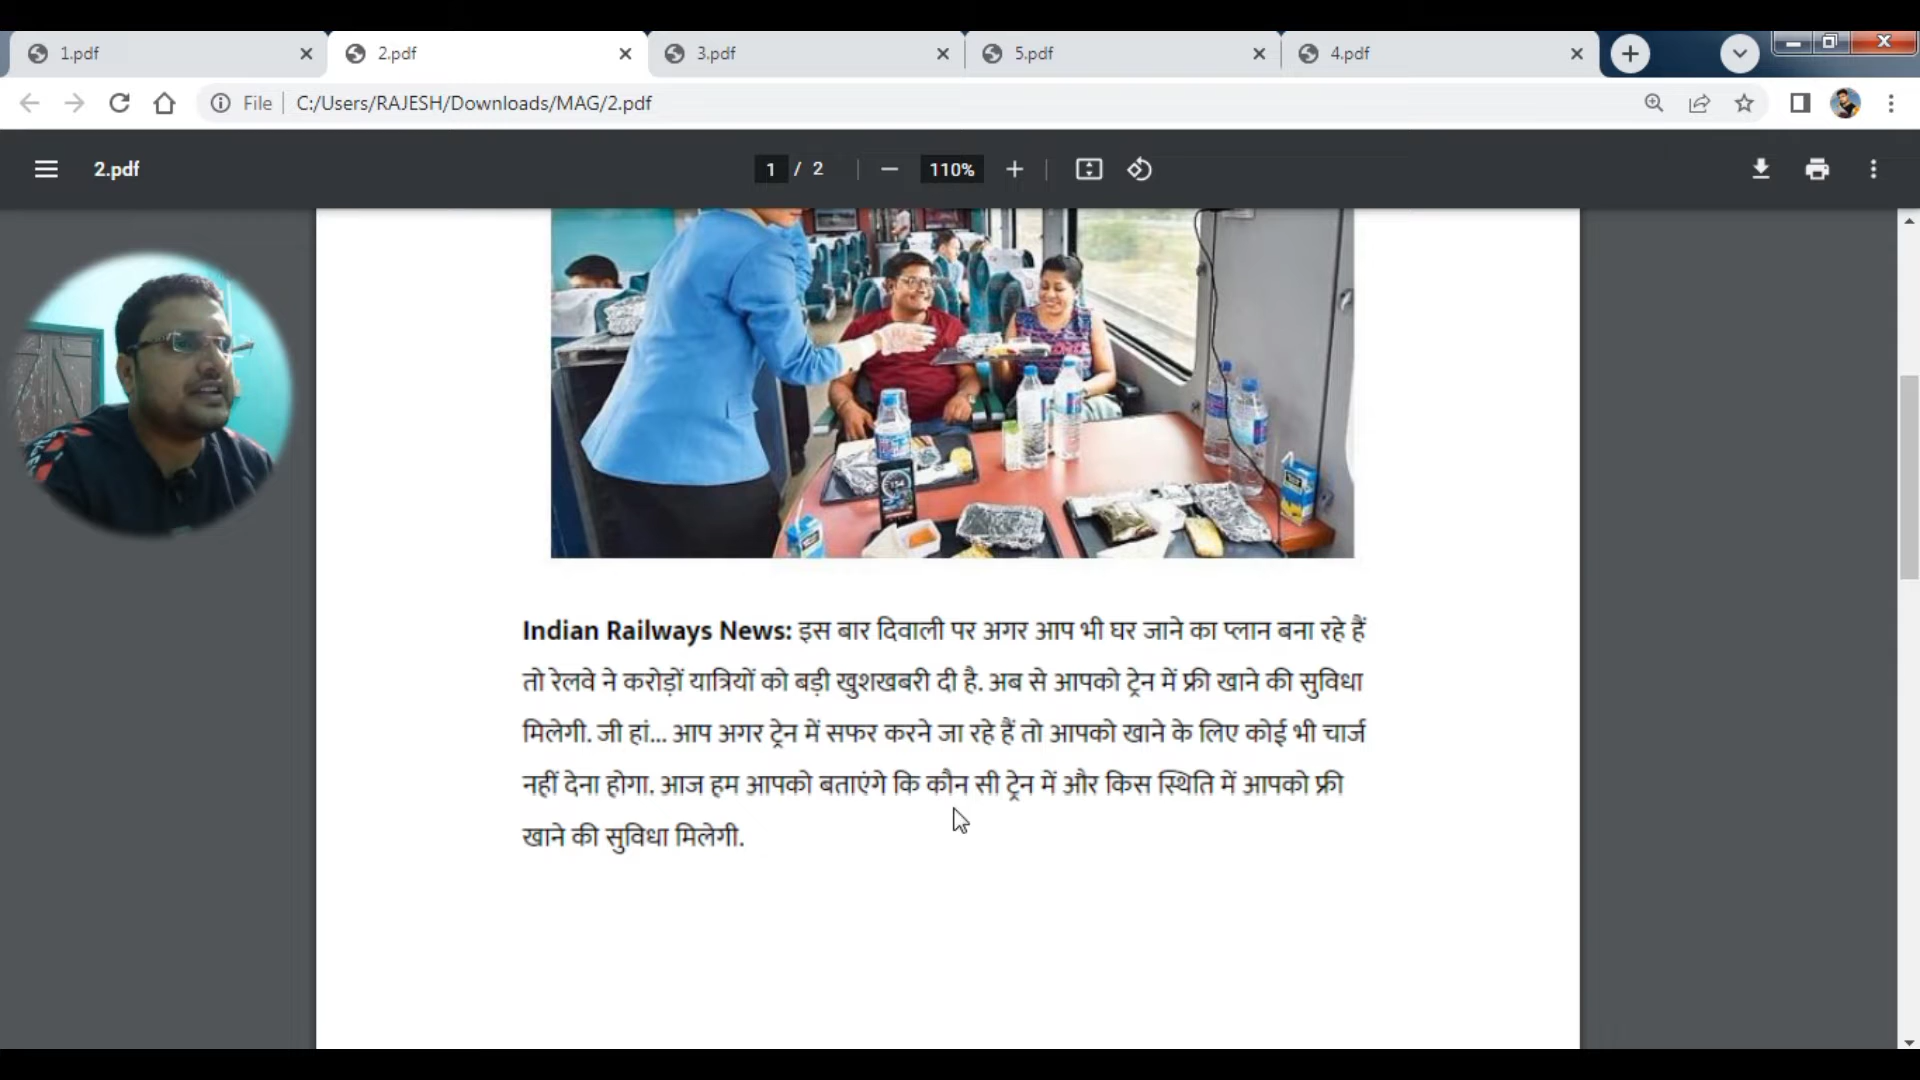 1.pdf
2.pdf
3.pdf
5.pdf
4.pdf
File
C:/Users/RAJESH/Downloads/MAG/2.pdf
2.pdf
1 / 2
110%
Indian Railways News: इस बार दिवाली पर अगर आप भी घर जाने का प्लान बना रहे हैं
तो रेलवे ने करोड़ों यात्रियों को बड़ी खुशखबरी दी है. अब से आपको ट्रेन में फ्री खाने की सुविधा
मिलेगी. जी हां... आप अगर ट्रेन में सफर करने जा रहे हैं तो आपको खाने के लिए कोई भी चार्ज
नहीं देना होगा. आज हम आपको बताएंगे कि कौन सी ट्रेन में और किस स्थिति में आपको फ्री
खाने की सुविधा मिलेगी.